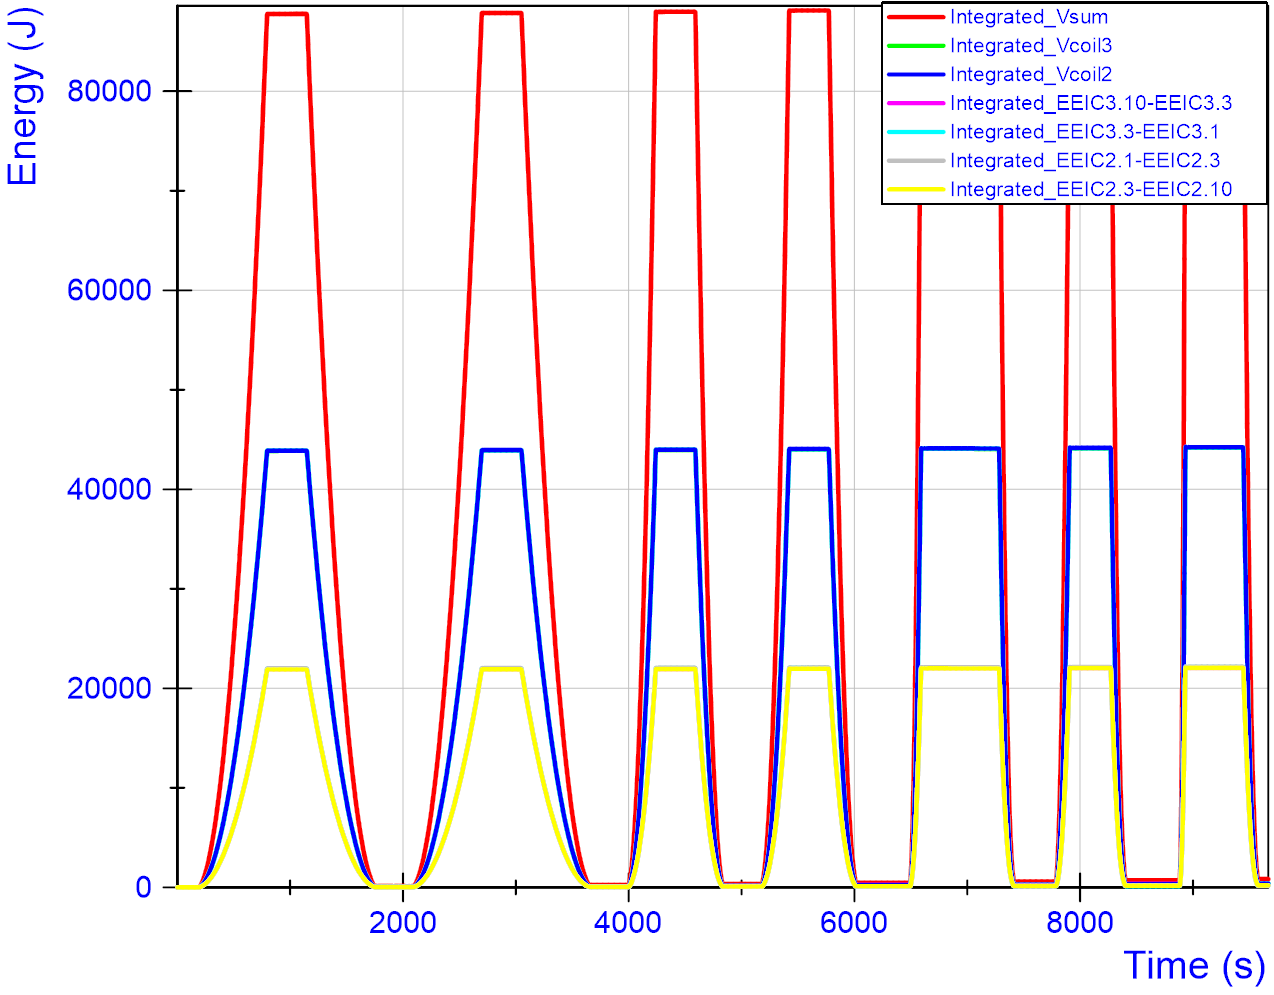 Energy (J)
80000
60000
40000
20000
0
Integrated_Vsum
Integrated_Vcoil3
Integrated_Vcoil2
Integrated_EEIC3.10-EEIC3.3
Integrated_EEIC3.3-EEIC3.1
Integrated_EEIC2.1-EEIC2.3
Integrated_EEIC2.3-EEIC2.10
2000
4000
6000
8000
Time (s)